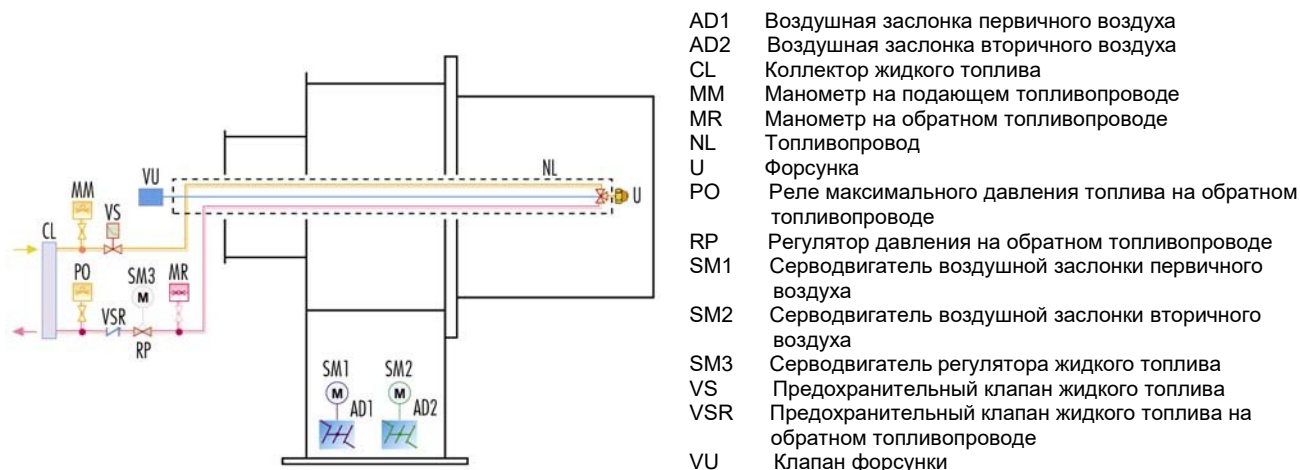 VU
NL
MM
VS
U
CL
PO
SM3
MR
M
VSR
RP
SM1
SM2
M
M
AD1
AD2
AD1 Воздушная заслонка первичного воздуха
AD2 Воздушная заслонка вторичного воздуха
CL Коллектор жидкого топлива
MM Манометр на подающем топливопроводе
MR Манометр на обратном топливопроводе
NL Топливопровод
U Форсунка
PO Реле максимального давления топлива на обратном
топливопроводе
RP Регулятор давления на обратном топливопроводе
SM1 Серводвигатель воздушной заслонки первичного
воздуха
SM2 Серводвигатель воздушной заслонки вторичного
воздуха
SM3 Серводвигатель регулятора жидкого топлива
VS Предохранительный клапан жидкого топлива
VSR Предохранительный клапан жидкого топлива на
обратном топливопроводе
VU Клапан форсунки